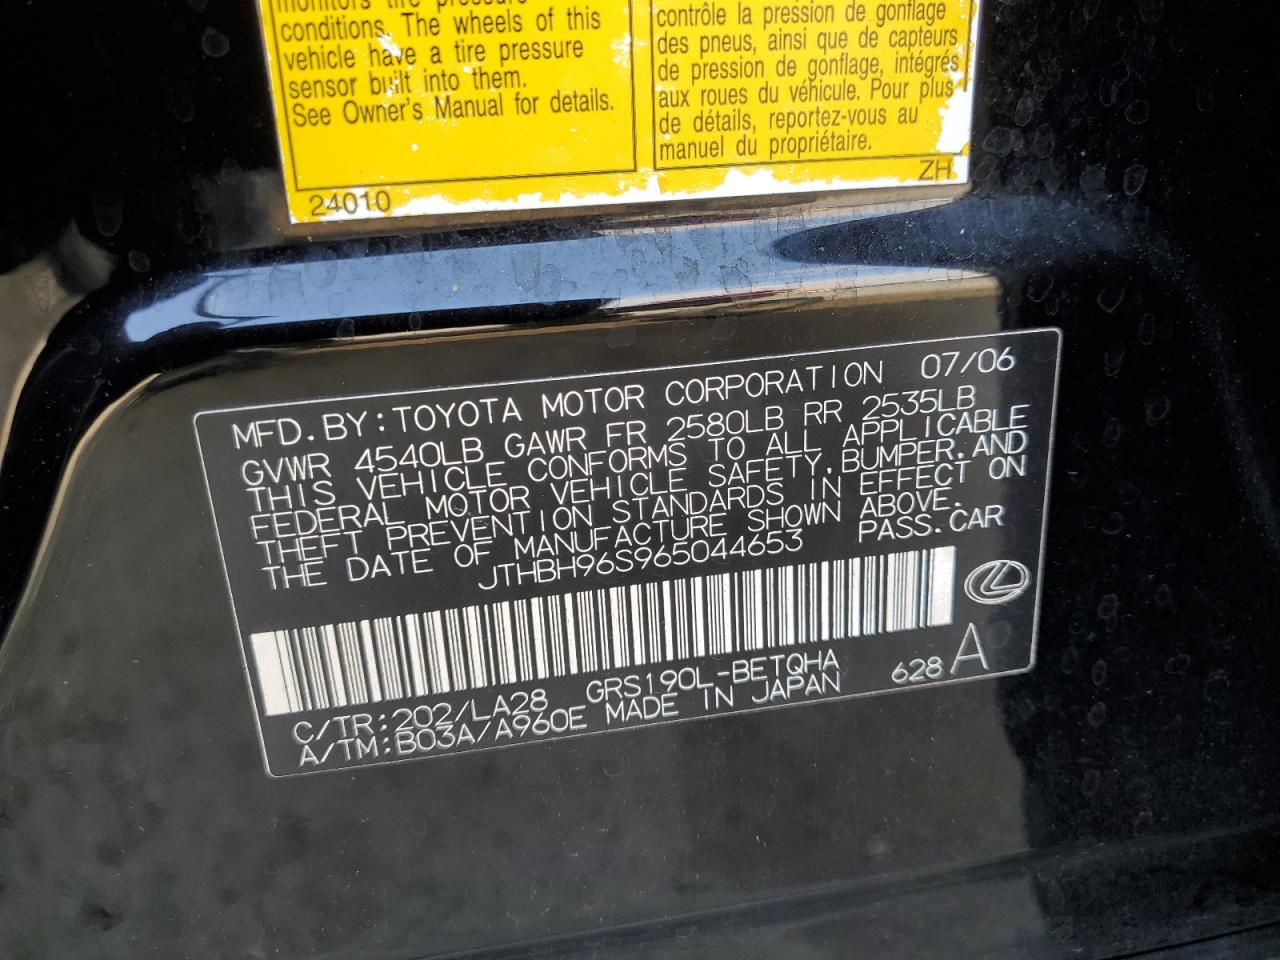 conditions. The wheels of this
vehicle have a tire pressure
sensor built into them.
See Owner's Manual for details.
24010
contrôle la pression de gonflage
des pneus, ainsi que de capteurs
de pression de gonflage, intégrés
aux roues du véhicule. Pour plus
de détails, reportez-vous au
manuel du propriétaire.
ZH
MFD. BY: TOYOTA MOTOR CORPORATION 07/06
GVWR 4540LB GAWR FR 2580LB RR 2535LB
THIS VEHICLE CONFORMS TO ALL APPLICABLE
FEDERAL MOTOR VEHICLE SAFETY, BUMPER, AND
THEFT PREVENTION STANDARDS IN EFFECT ON
THE DATE OF MANUFACTURE SHOWN ABOVE.
JTHBH96S965044653 PASS. CAR
C/TR:202/LA28 GRS190L-BETQHA 628 A
A/TM:B03A/A960E MADE IN JAPAN